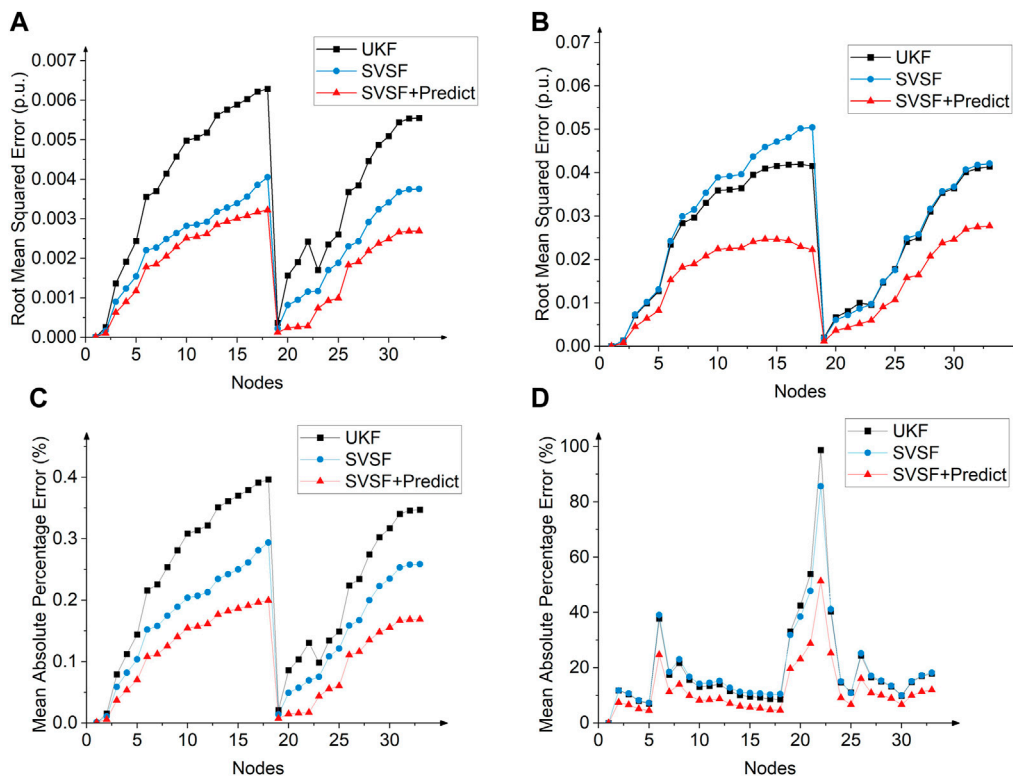 A
Root Mean Squared Error (p.u.)
0.007
0.006
0.005
0.004
0.003
0.002
0.001
0.000
0 5 10 15 20 25 30
Nodes
UKF
SVSF
SVSF+Predict
B
Root Mean Squared Error (p.u.)
0.07
0.06
0.05
0.04
0.03
0.02
0.01
0.00
0 5 10 15 20 25 30
Nodes
UKF
SVSF
SVSF+Predict
C
Mean Absolute Percentage Error (%)
0.4
0.3
0.2
0.1
0.0
0 5 10 15 20 25 30
Nodes
UKF
SVSF
SVSF+Predict
D
Mean Absolute Percentage Error (%)
100
80
60
40
20
0
0 5 10 15 20 25 30
Nodes
UKF
SVSF
SVSF+Predict